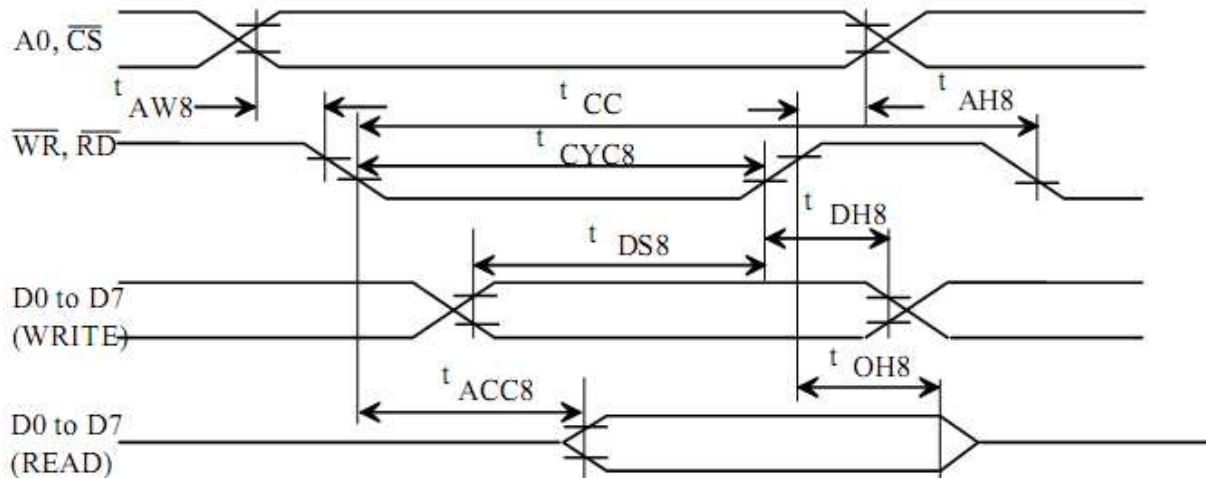 A0, CS
t AW8
t CC
t AH8
WR, RD
t CYC8
t DH8
t DS8
D0 to D7
(WRITE)
t OH8
t ACC8
D0 to D7
(READ)